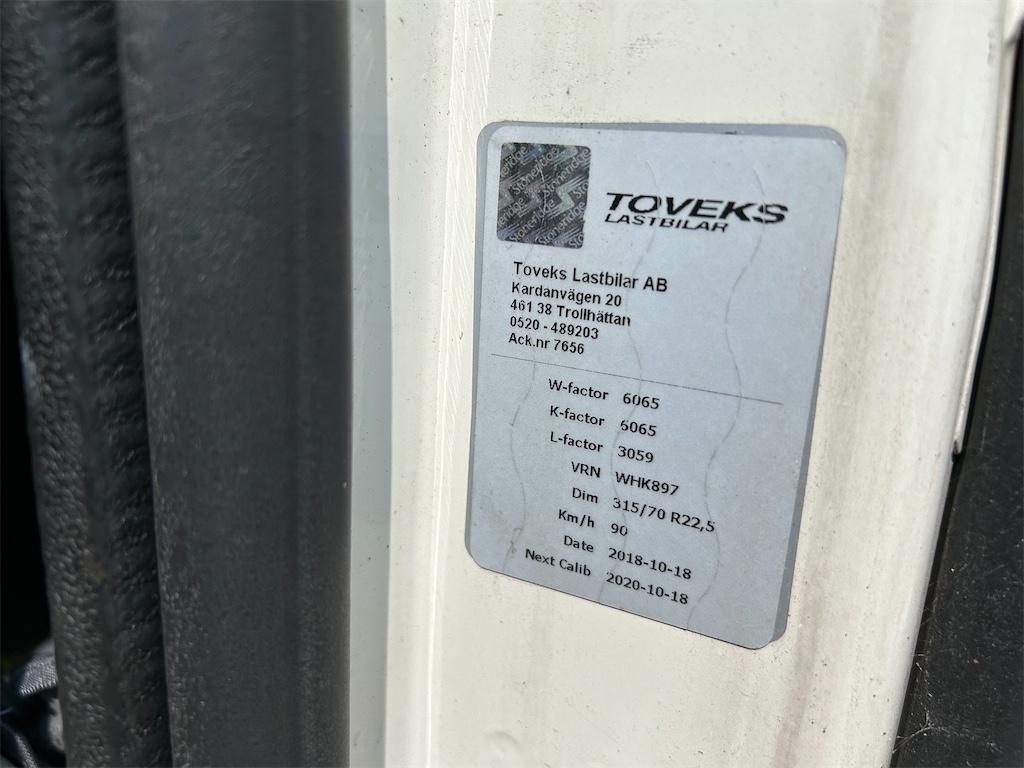 Stoneridge
TOVEKS
LASTBILAR
Toveks Lastbilar AB
Kardanvägen 20
461 38 Trollhättan
0520 - 489203
Ack.nr 7656
W-factor 6065
K-factor 6065
L-factor 3059
VRN WHK897
Dim 315/70 R22,5
Km/h 90
Date 2018-10-18
Next Calib 2020-10-18